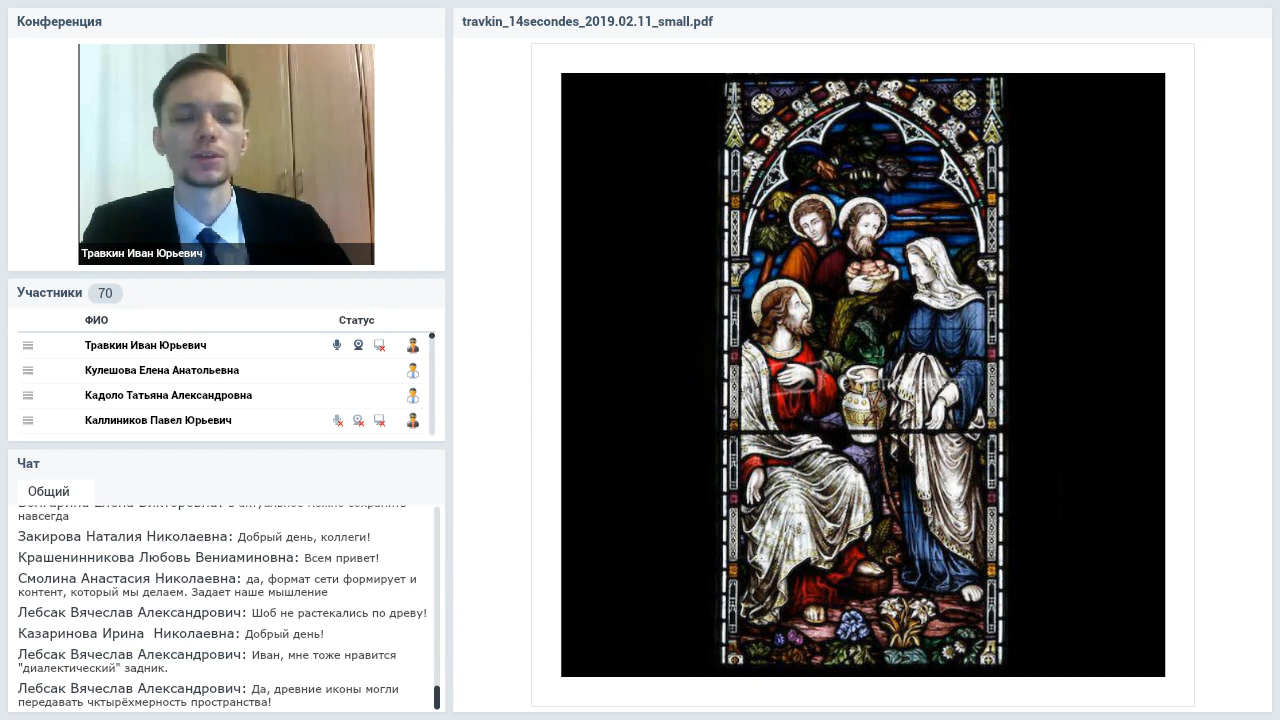 Конференция
Травкин Иван Юрьевич
Участники 70
ФИО Статус
Травкин Иван Юрьевич
Кулешова Елена Анатольевна
Кадоло Татьяна Александровна
Каллиников Павел Юрьевич
Чат
Общий
навсегда
Закирова Наталия Николаевна: Добрый день, коллеги!
Крашенинникова Любовь Вениаминовна: Всем привет!
Смолина Анастасия Николаевна: да, формат сети формирует и
контент, который мы делаем. Задает наше мышление
Лебсак Вячеслав Александрович: Шоб не растекались по древу!
Казаринова Ирина  Николаевна: Добрый день!
Лебсак Вячеслав Александрович: Иван, мне тоже нравится
"диалектический" задник.
Лебсак Вячеслав Александрович: Да, древние иконы могли
передавать чктырёхмерность пространства!
travkin_14secondes_2019.02.11_small.pdf